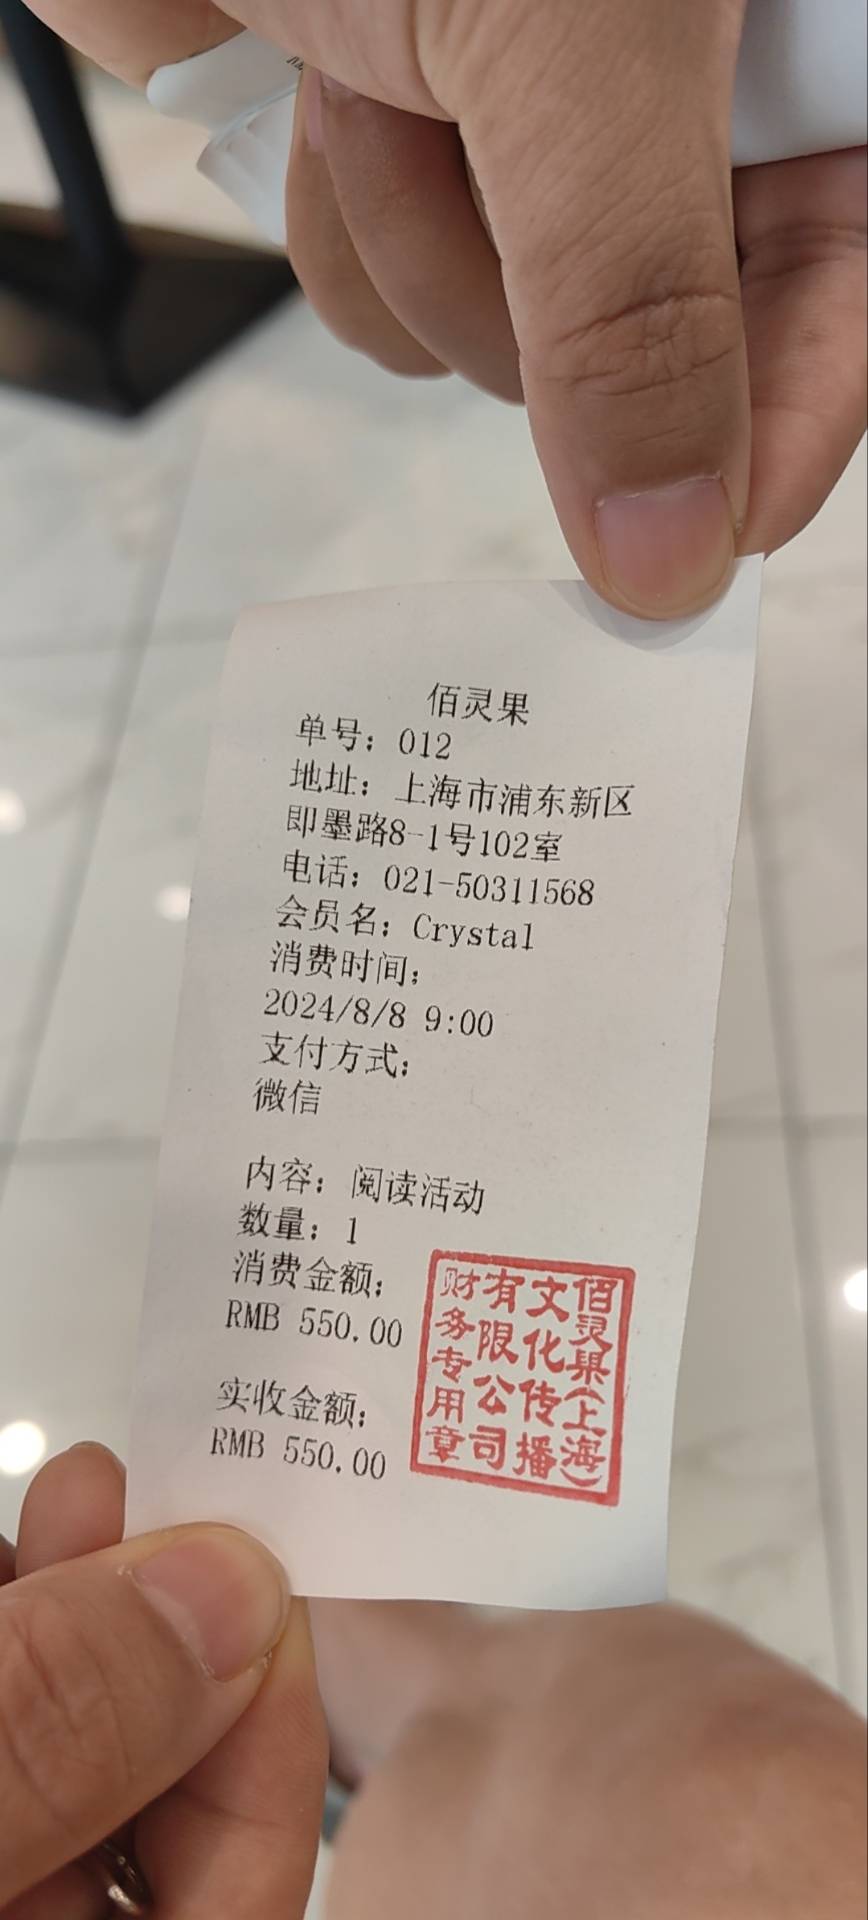 佰灵果
单号：012
地址：上海市浦东新区
即墨路8-1号102室
电话：021-50311568
会员名：Crystal
消费时间：
2024/8/8 9:00
支付方式：
微信
内容：阅读活动
数量：1
消费金额：
RMB 550.00
实收金额：
RMB 550.00
佰灵果(上海)
文化传播
有限公司
财务专用章